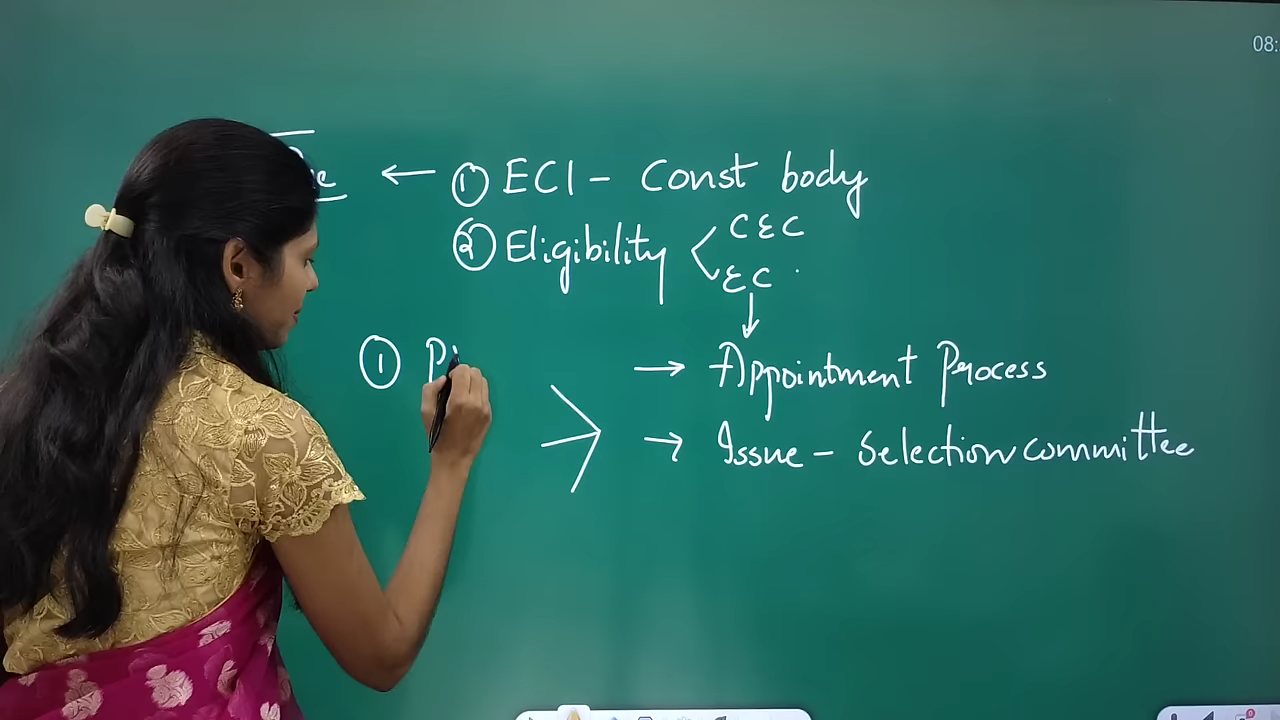 08:
← ① ECI - Const body
② Eligibility < CEC
EC
↓
① P
→ Appointment Process
→ Issue - Selection committee